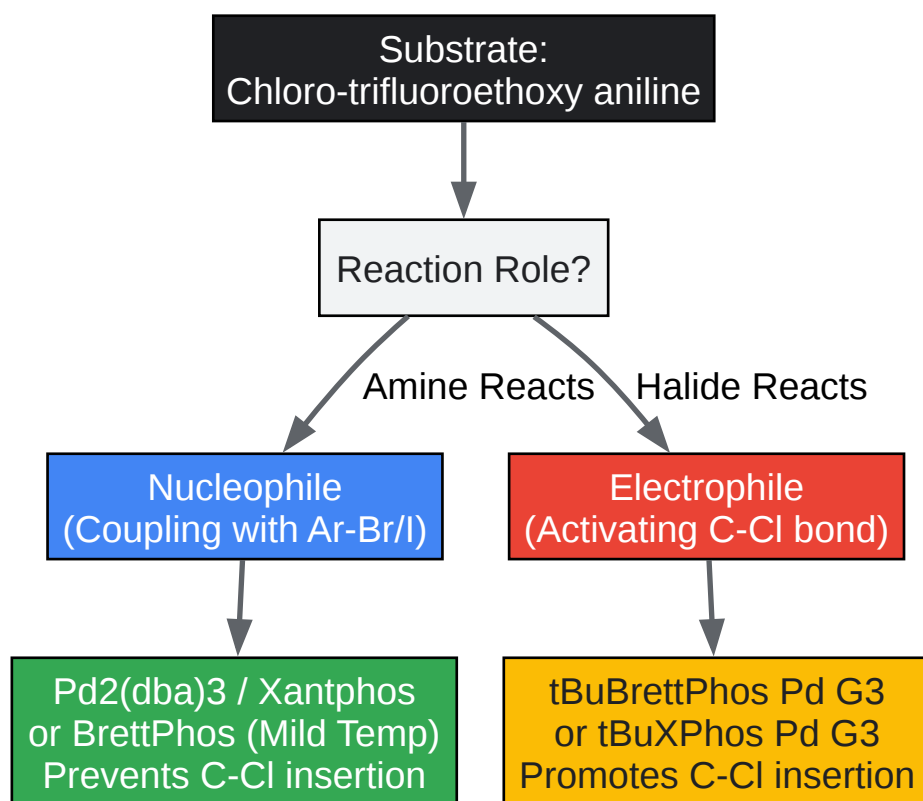 Substrate:
Chloro-trifluoroethoxy aniline
Reaction Role?
Amine Reacts
Halide Reacts
Nucleophile
(Coupling with Ar-Br/I)
Electrophile
(Activating C-Cl bond)
Pd2(dba)3 / Xantphos
or BrettPhos (Mild Temp)
Prevents C-Cl insertion
tBuBrettPhos Pd G3
or tBuXPhos Pd G3
Promotes C-Cl insertion